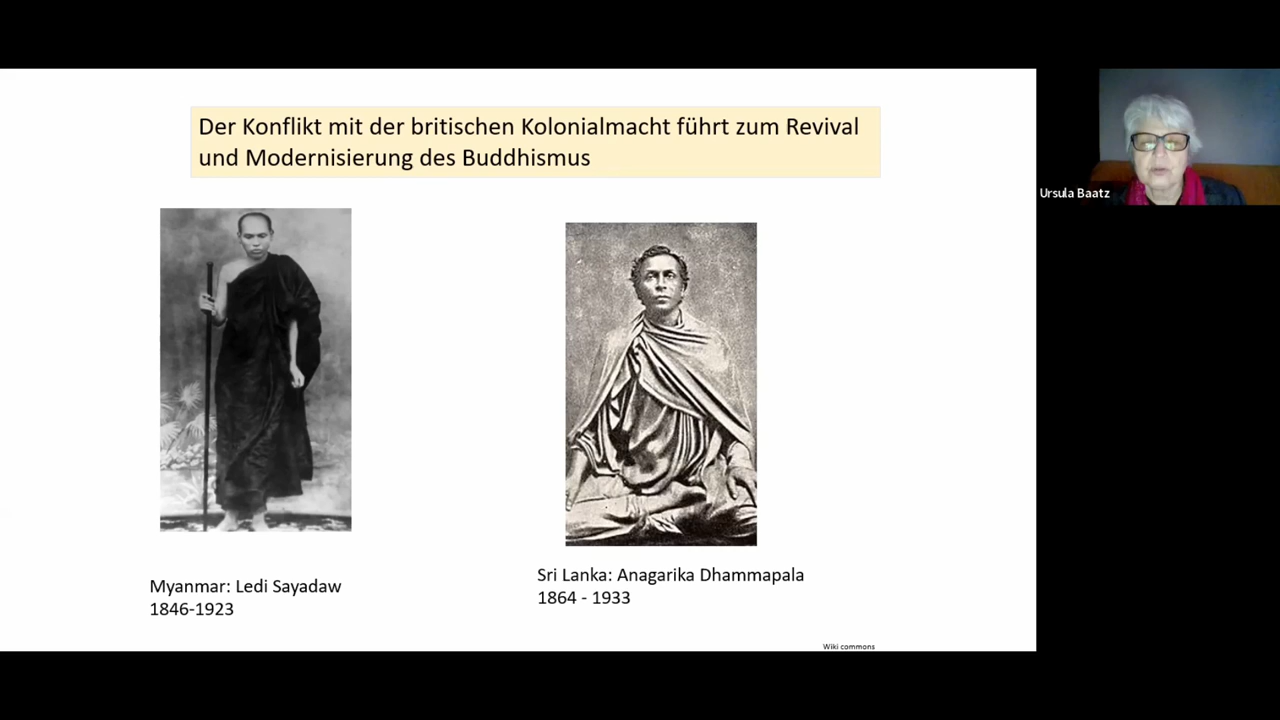 Der Konflikt mit der britischen Kolonialmacht führt zum Revival
und Modernisierung des Buddhismus
Ursula Baatz
Myanmar: Ledi Sayadaw
1846-1923
Sri Lanka: Anagarika Dhammapala
1864 - 1933
Wiki commons